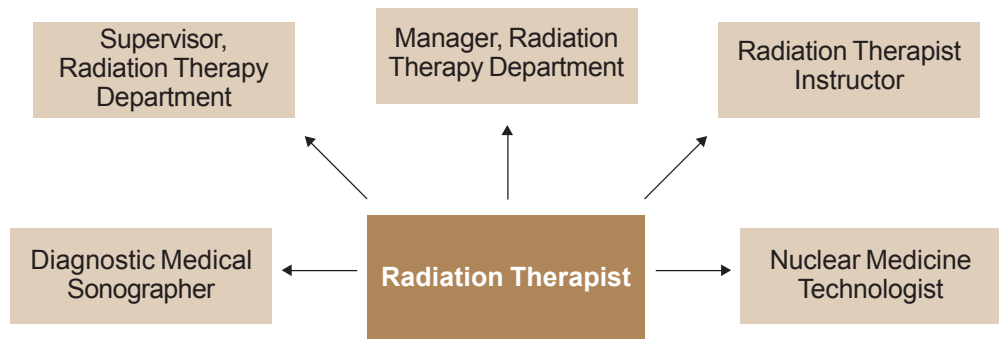 Supervisor,
Radiation Therapy
Department
Manager, Radiation
Therapy Department
Radiation Therapist
Instructor
Diagnostic Medical
Sonographer
Radiation Therapist
Nuclear Medicine
Technologist